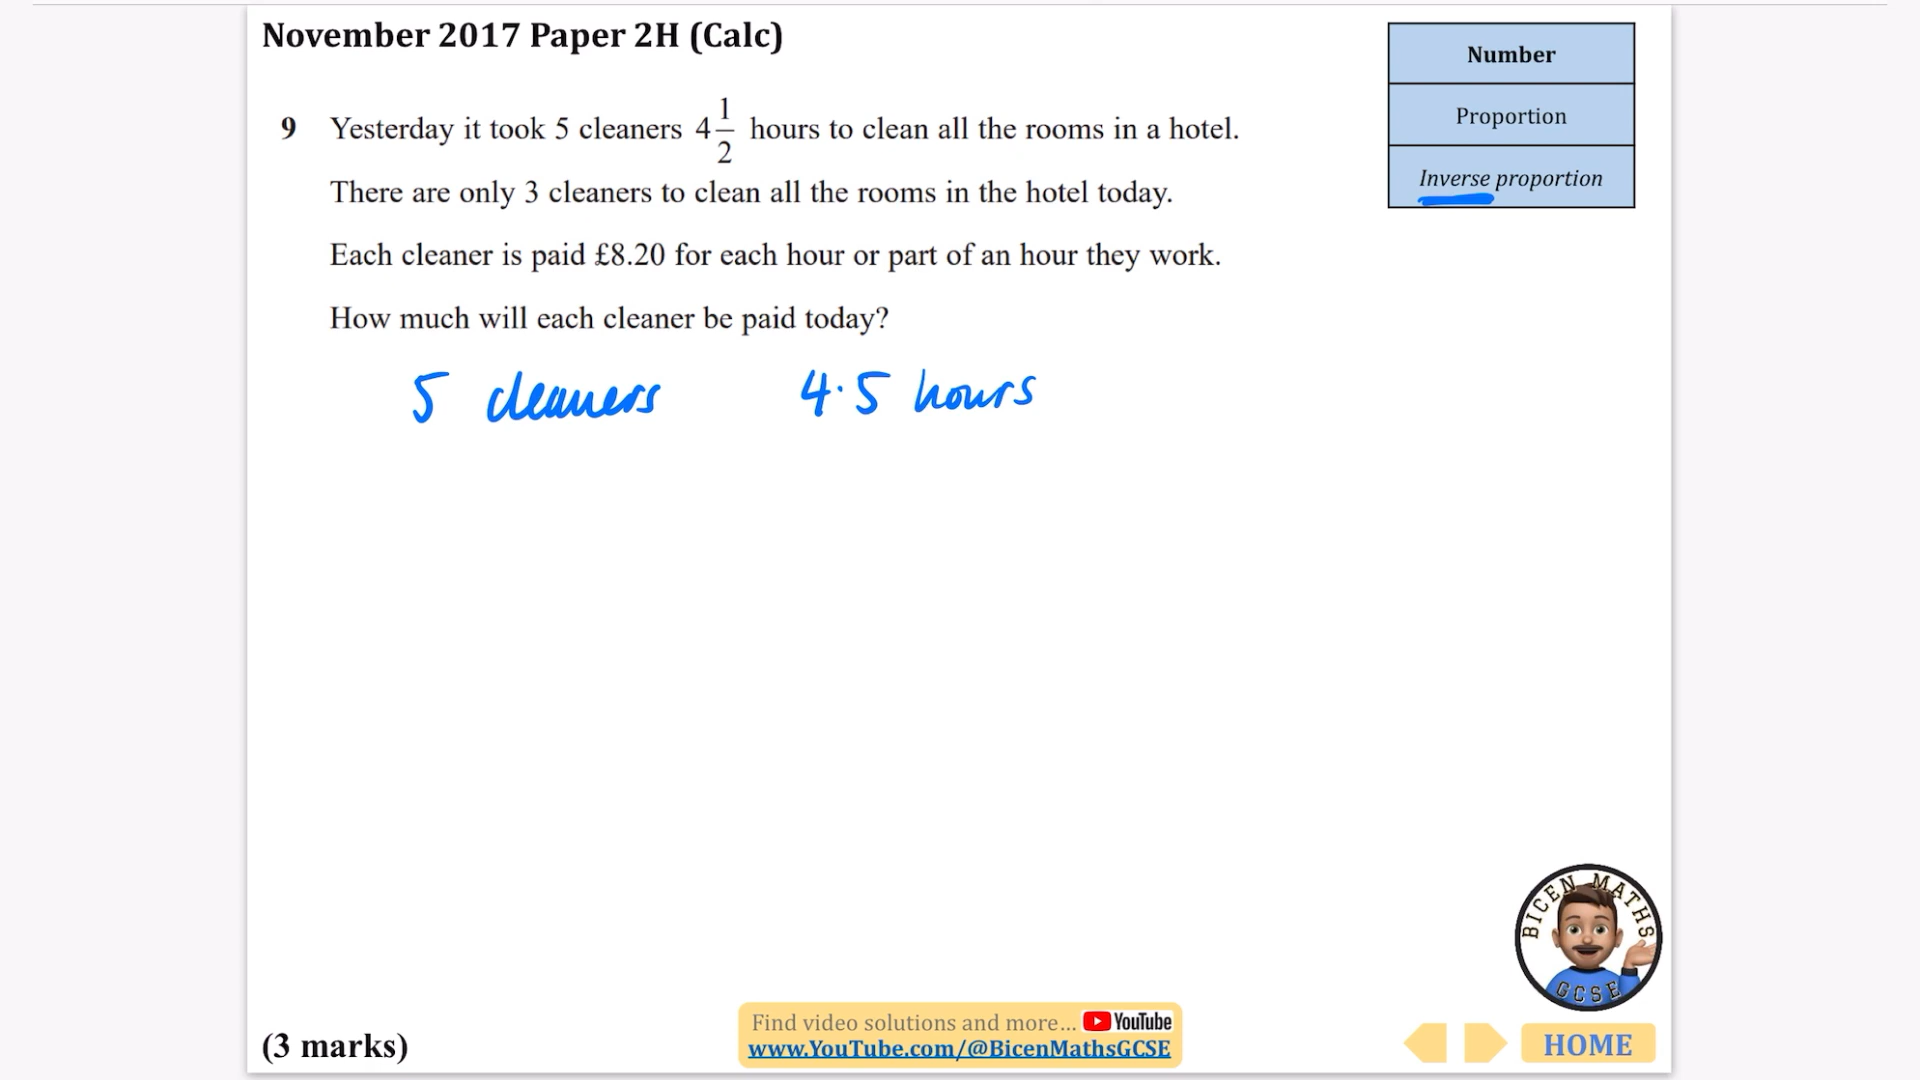 November 2017 Paper 2H (Calc)
Number
Proportion
Inverse proportion
9 Yesterday it took 5 cleaners 4 1/2 hours to clean all the rooms in a hotel.
There are only 3 cleaners to clean all the rooms in the hotel today.
Each cleaner is paid £8.20 for each hour or part of an hour they work.
How much will each cleaner be paid today?
5 cleaners 4.5 hours
BICEN MATHS
GCSE
(3 marks)
Find video solutions and more... YouTube
www.YouTube.com/@BicenMathsGCSE
HOME